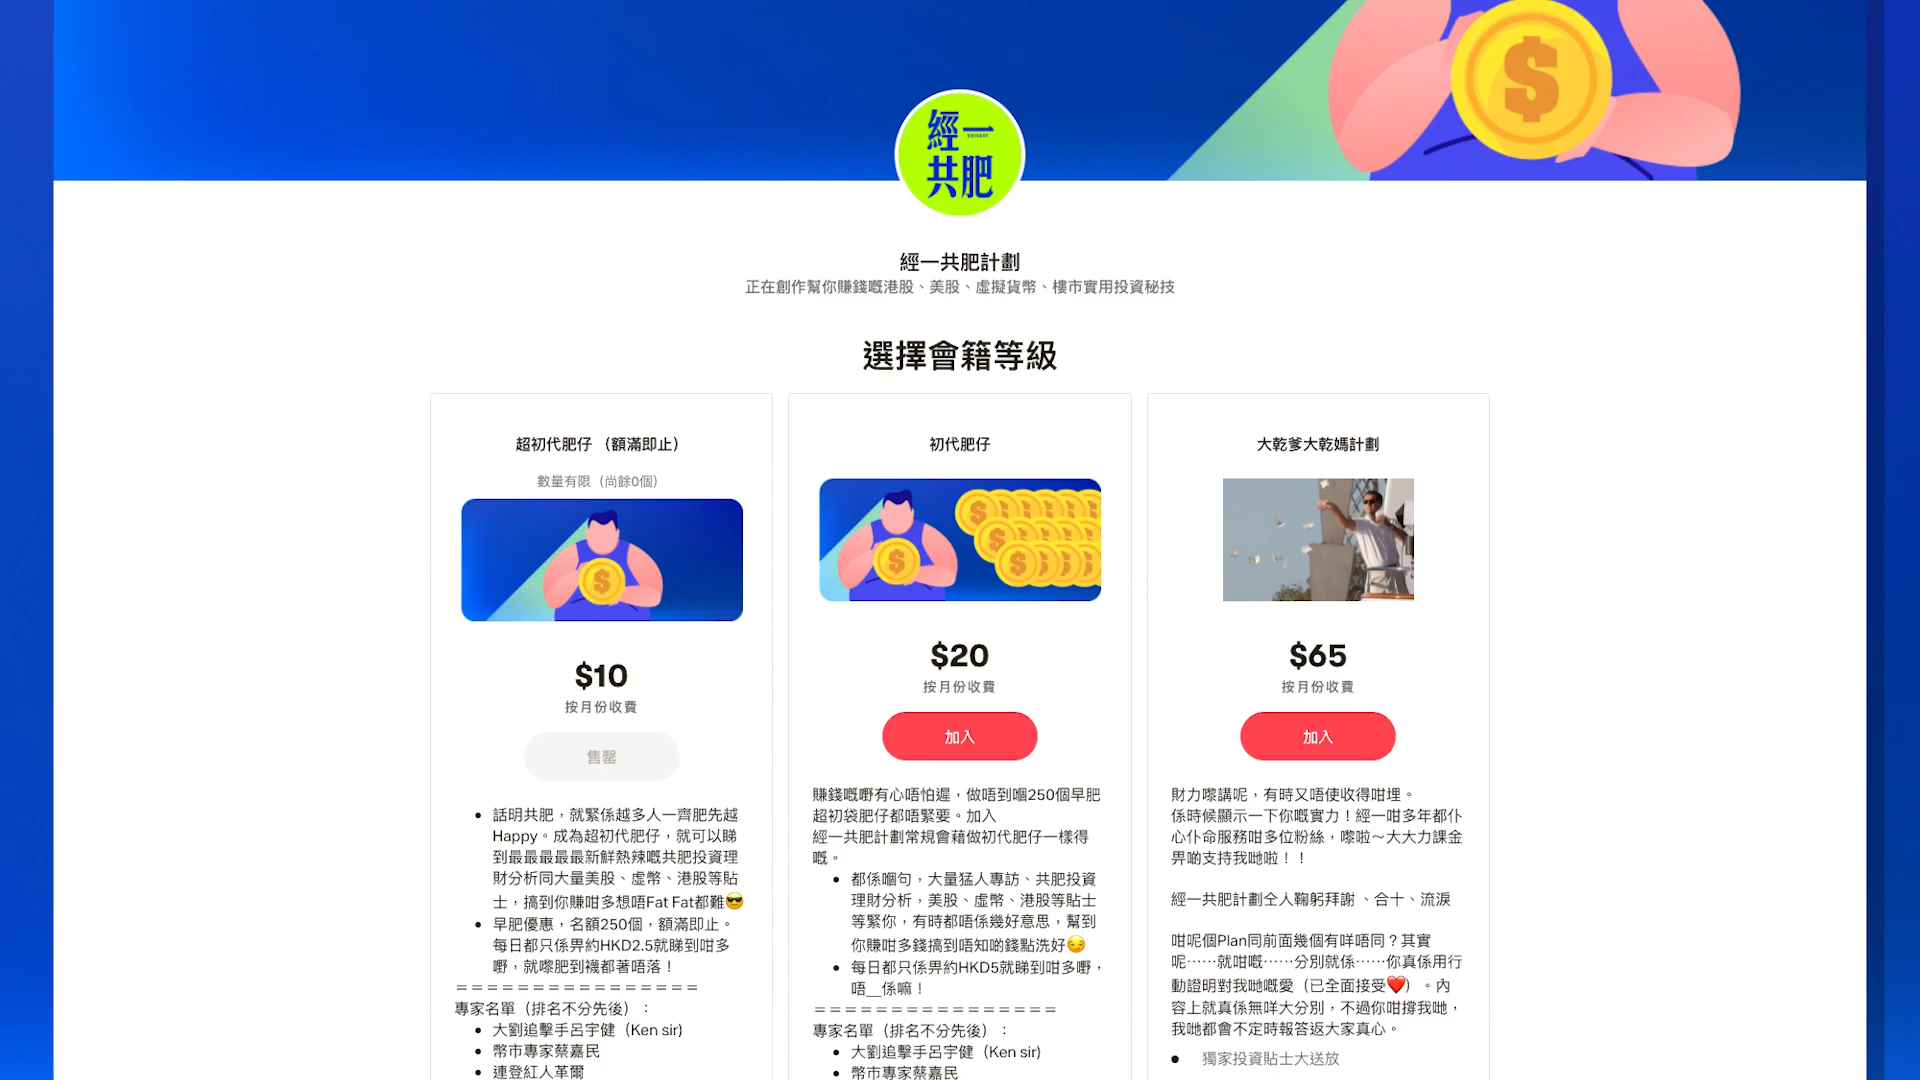 經一
EDIGEST
共肥
經一共肥計劃
正在創作幫你賺錢嘅港股、美股、虛擬貨幣、樓市實用投資秘技
選擇會籍等級
超初代肥仔 （額滿即止）
數量有限（尚餘0個）
$10
按月份收費
售罄
話明共肥，就緊係越多人一齊肥先越
Happy。成為超初代肥仔，就可以睇
到最最最最最新鮮熱辣嘅共肥投資理
財分析同大量美股、虛幣、港股等貼
士，搞到你賺咁多想唔Fat Fat都難😎
早肥優惠，名額250個，額滿即止。
每日都只係畀約HKD2.5就睇到咁多
嘢，就嚟肥到襪都著唔落！
＝＝＝＝＝＝＝＝＝＝＝＝＝＝＝＝
專家名單（排名不分先後）：
大劉追擊手呂宇健（Ken sir)
幣市專家蔡嘉民
連登紅人革爾
初代肥仔
$20
按月份收費
加入
賺錢嘅嘢有心唔怕遲，做唔到嗰250個早肥
超初袋肥仔都唔緊要。加入
經一共肥計劃常規會藉做初代肥仔一樣得
嘅。
都係嗰句，大量猛人專訪、共肥投資
理財分析，美股、虛幣、港股等貼士
等緊你，有時都唔係幾好意思，幫到
你賺咁多錢搞到唔知啲錢點洗好😏
每日都只係畀約HKD5就睇到咁多嘢，
唔__係嘛！
＝＝＝＝＝＝＝＝＝＝＝＝＝＝＝＝
專家名單（排名不分先後）：
大劉追擊手呂宇健（Ken sir)
幣市專家蔡嘉民
大乾爹大乾媽計劃
$65
按月份收費
加入
財力嚟講呢，有時又唔使收得咁埋。
係時候顯示一下你嘅實力！經一咁多年都仆
心仆命服務咁多位粉絲，嚟啦～大大力課金
畀啲支持我哋啦！！
經一共肥計劃仝人鞠躬拜謝 、合十、流淚
咁呢個Plan同前面幾個有咩唔同？其實
呢⋯⋯就咁嘅⋯⋯分別就係⋯⋯你真係用行
動證明對我哋嘅愛（已全面接受❤️）。內
容上就真係無咩大分別，不過你咁撐我哋，
我哋都會不定時報答返大家真心。
獨家投資貼士大送放